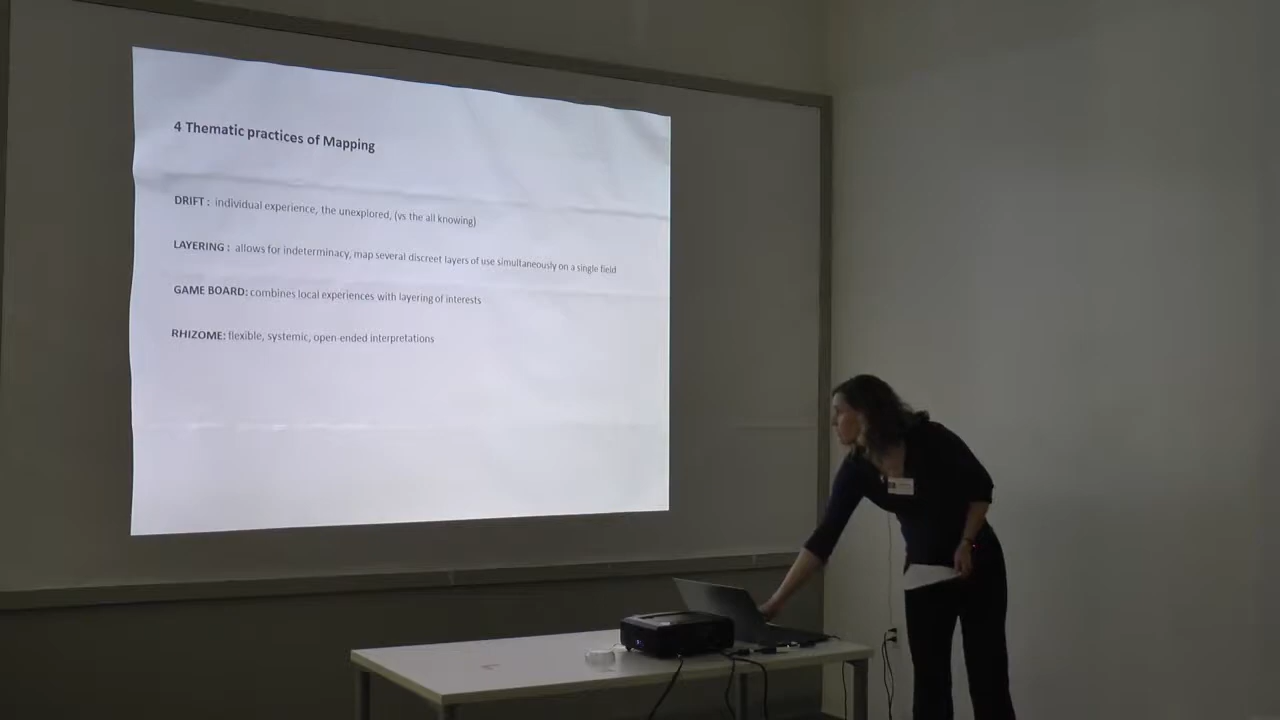 4 Thematic practices of Mapping
DRIFT : individual experience, the unexplored, (vs the all knowing)
LAYERING : allows for indeterminacy, map several discreet layers of use simultaneously on a single field
GAME BOARD: combines local experiences with layering of interests
RHIZOME: flexible, systemic, open-ended interpretations